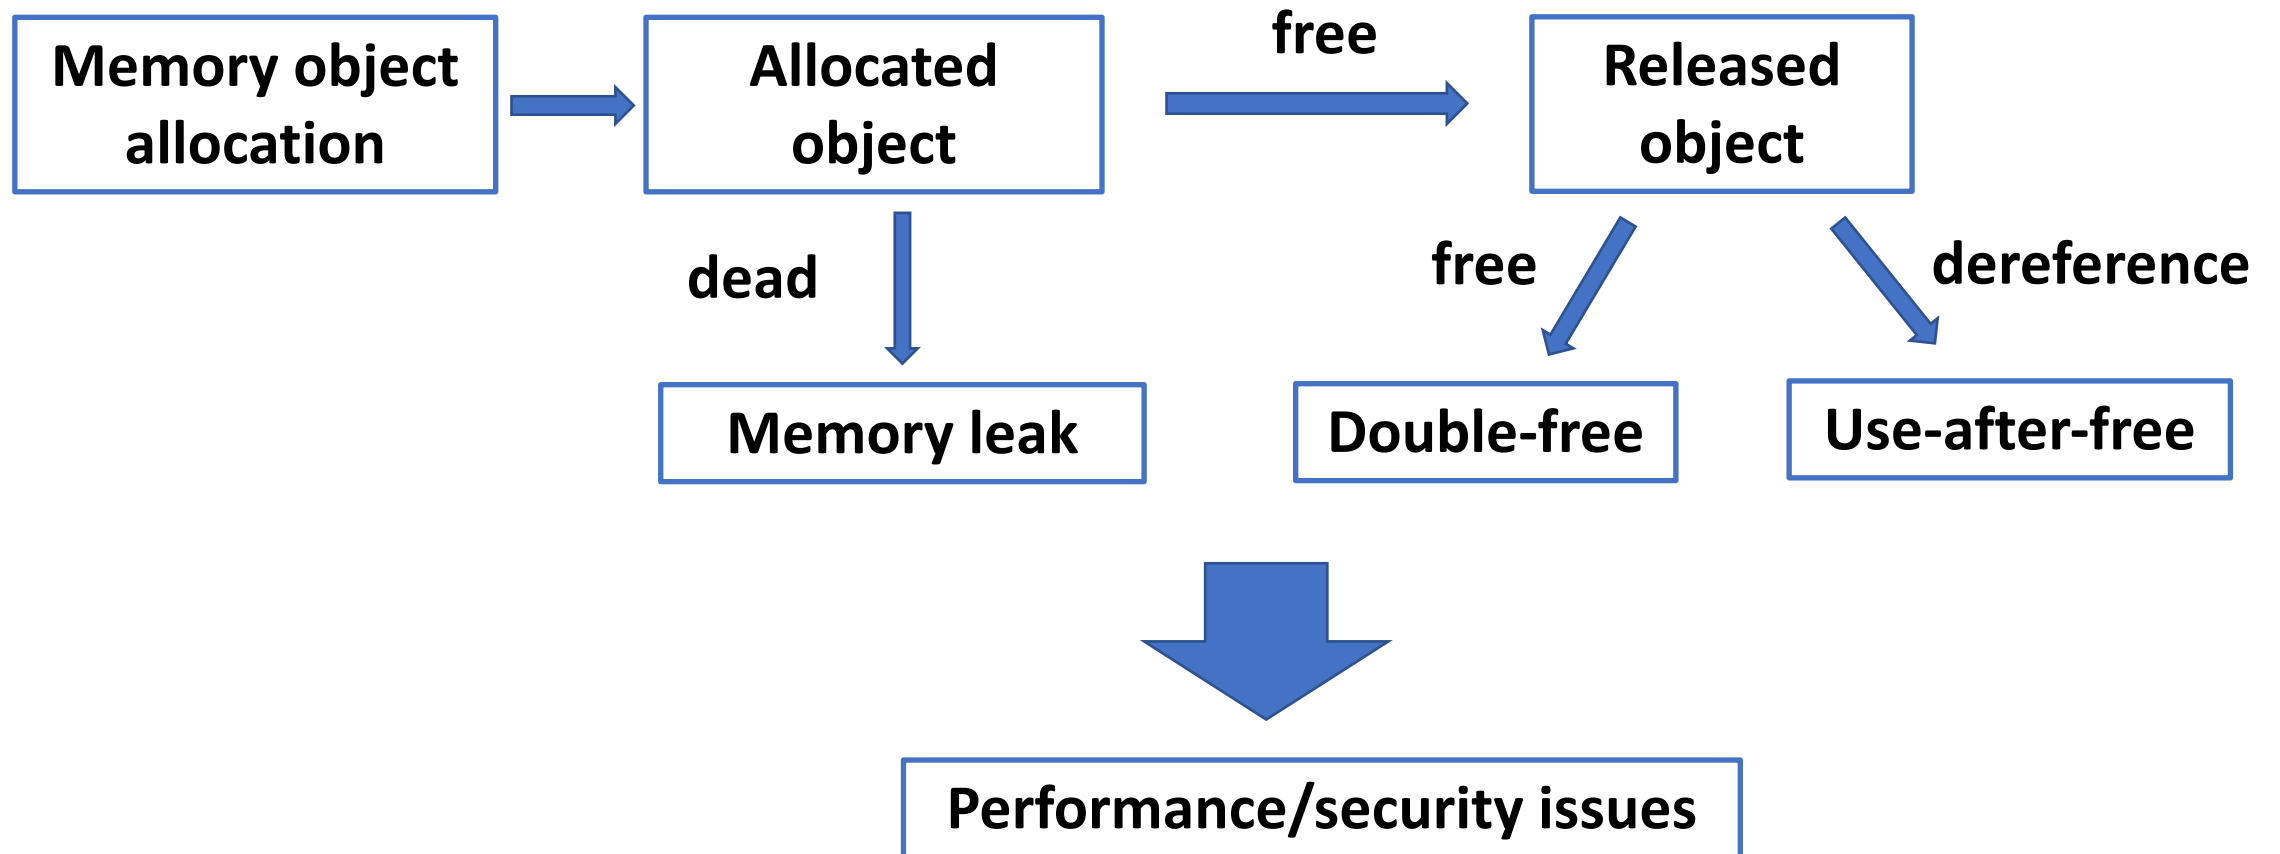 Memory object
allocation
Allocated
object
free
Released
object
dead
free
dereference
Memory leak
Double-free
Use-after-free
Performance/security issues